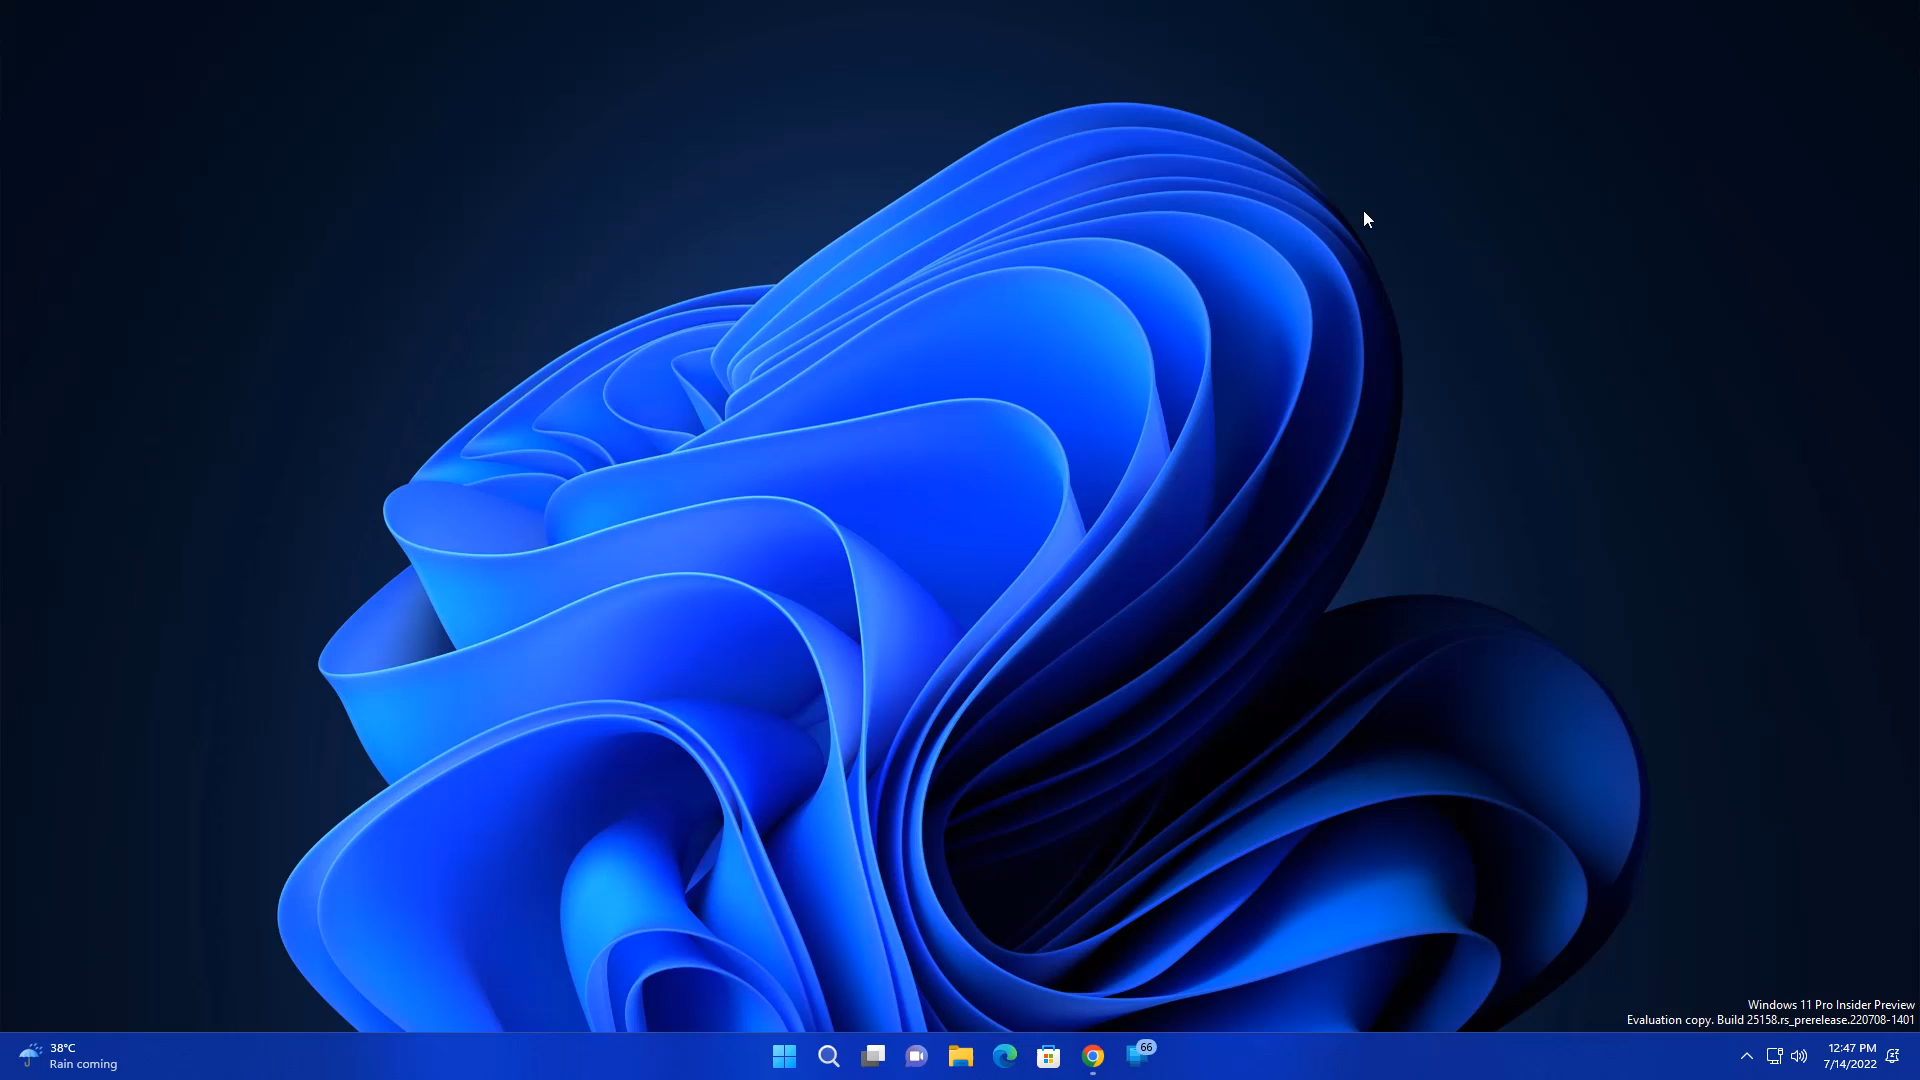 Windows 11 Pro Insider Preview
Evaluation copy. Build 25158.rs_prerelease.220708-1401
38°C
Rain coming
66
12:47 PM
7/14/2022